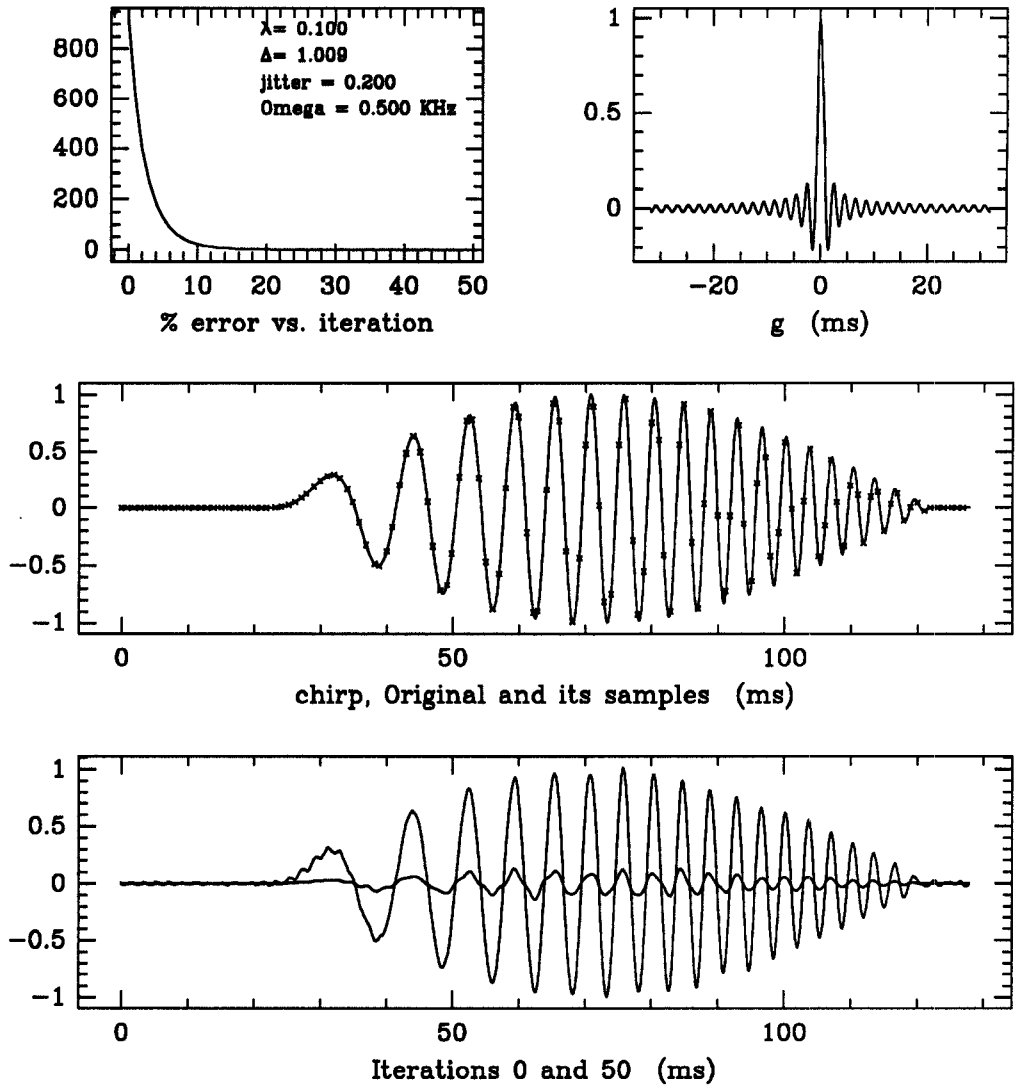 800
600
400
200
0
λ= 0.100
Δ= 1.009
jitter = 0.200
Omega = 0.500 KHz
0 10 20 30 40 50
% error vs. iteration
1
0.5
0
−20 0 20
g (ms)
1
0.5
0
−0.5
−1
0 50 100
chirp, Original and its samples (ms)
1
0.5
0
−0.5
−1
0 50 100
Iterations 0 and 50 (ms)